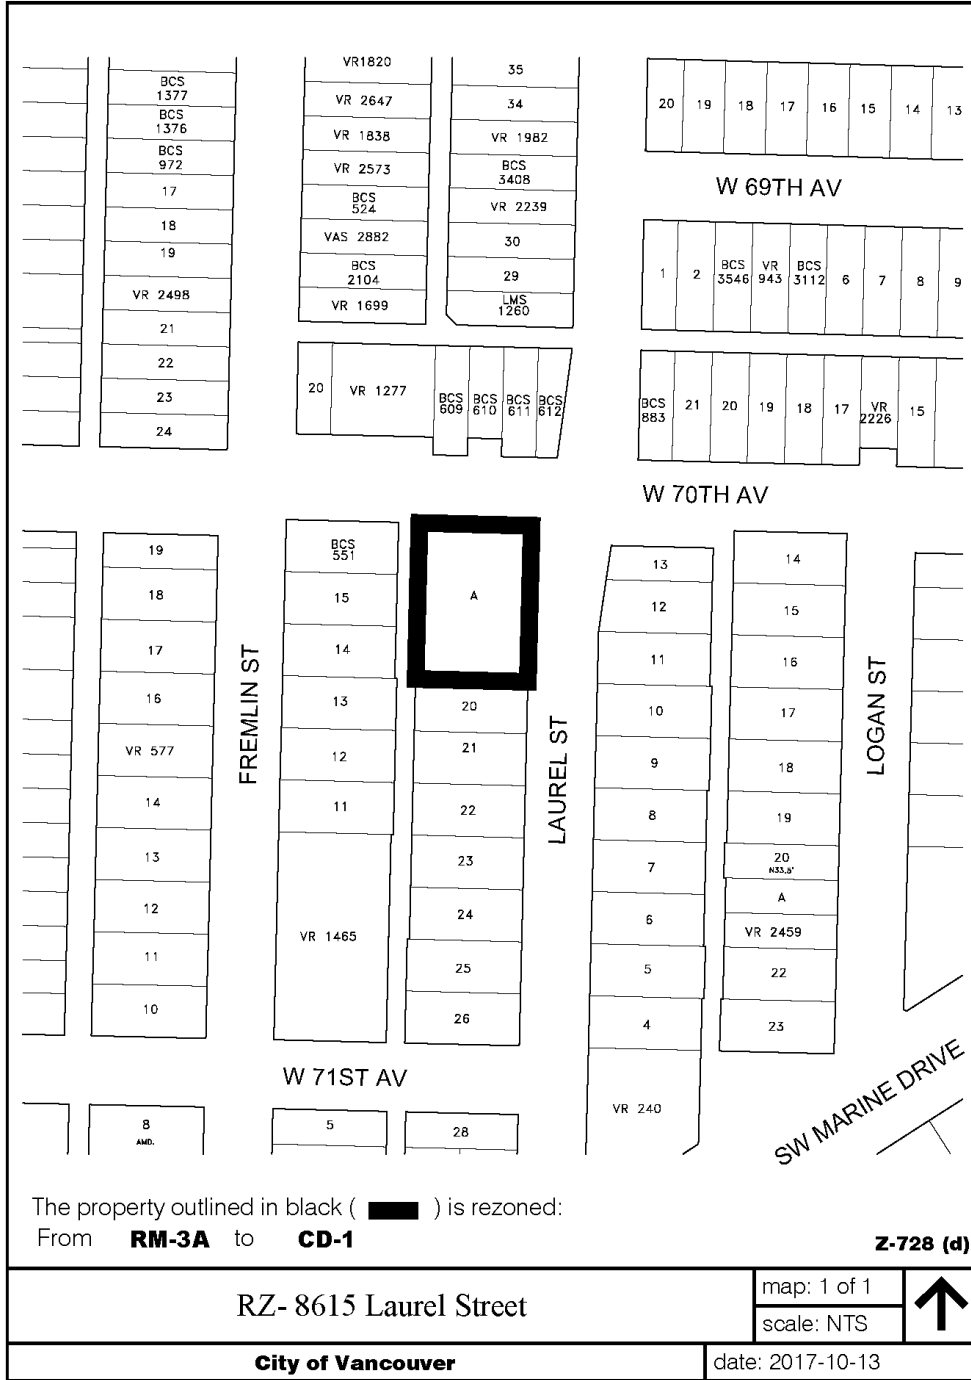 BCS
1377
BCS
1376
BCS
972
17
18
19
VR 2498
21
22
23
24
VR1820
VR 2647
VR 1838
VR 2573
BCS
524
VAS 2882
BCS
2104
VR 1699
35
34
VR 1982
BCS
3408
VR 2239
30
29
LMS
1260
20 19 18 17 16 15 14 13
W 69TH AV
1 2 BCS 3546 VR 943 BCS 3112 6 7 8 9
20 VR 1277 BCS 609 BCS 610 BCS 611 BCS 612
BCS 883 21 20 19 18 17 VR 2226 15
W 70TH AV
19
18
17
16
VR 577
14
13
12
11
10
FREMLIN ST
BCS
551
15
14
13
12
11
VR 1465
A
20
21
22
23
24
25
26
LAUREL ST
13
12
11
10
9
8
7
6
5
4
VR 240
14
15
16
17
18
19
20
N33.5'
A
VR 2459
22
23
LOGAN ST
W 71ST AV
SW MARINE DRIVE
8
AMD.
5
28
The property outlined in black ( ) is rezoned:
From RM-3A to CD-1
Z-728 (d)
RZ- 8615 Laurel Street
map: 1 of 1
scale: NTS
City of Vancouver
date: 2017-10-13